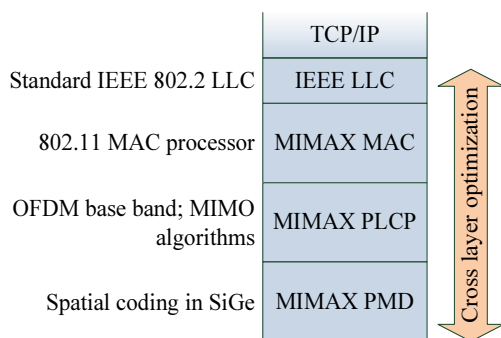 TCP/IP
Standard IEEE 802.2 LLC
IEEE LLC
802.11 MAC processor
MIMAX MAC
OFDM base band; MIMO
algorithms
MIMAX PLCP
Spatial coding in SiGe
MIMAX PMD
Cross layer optimization